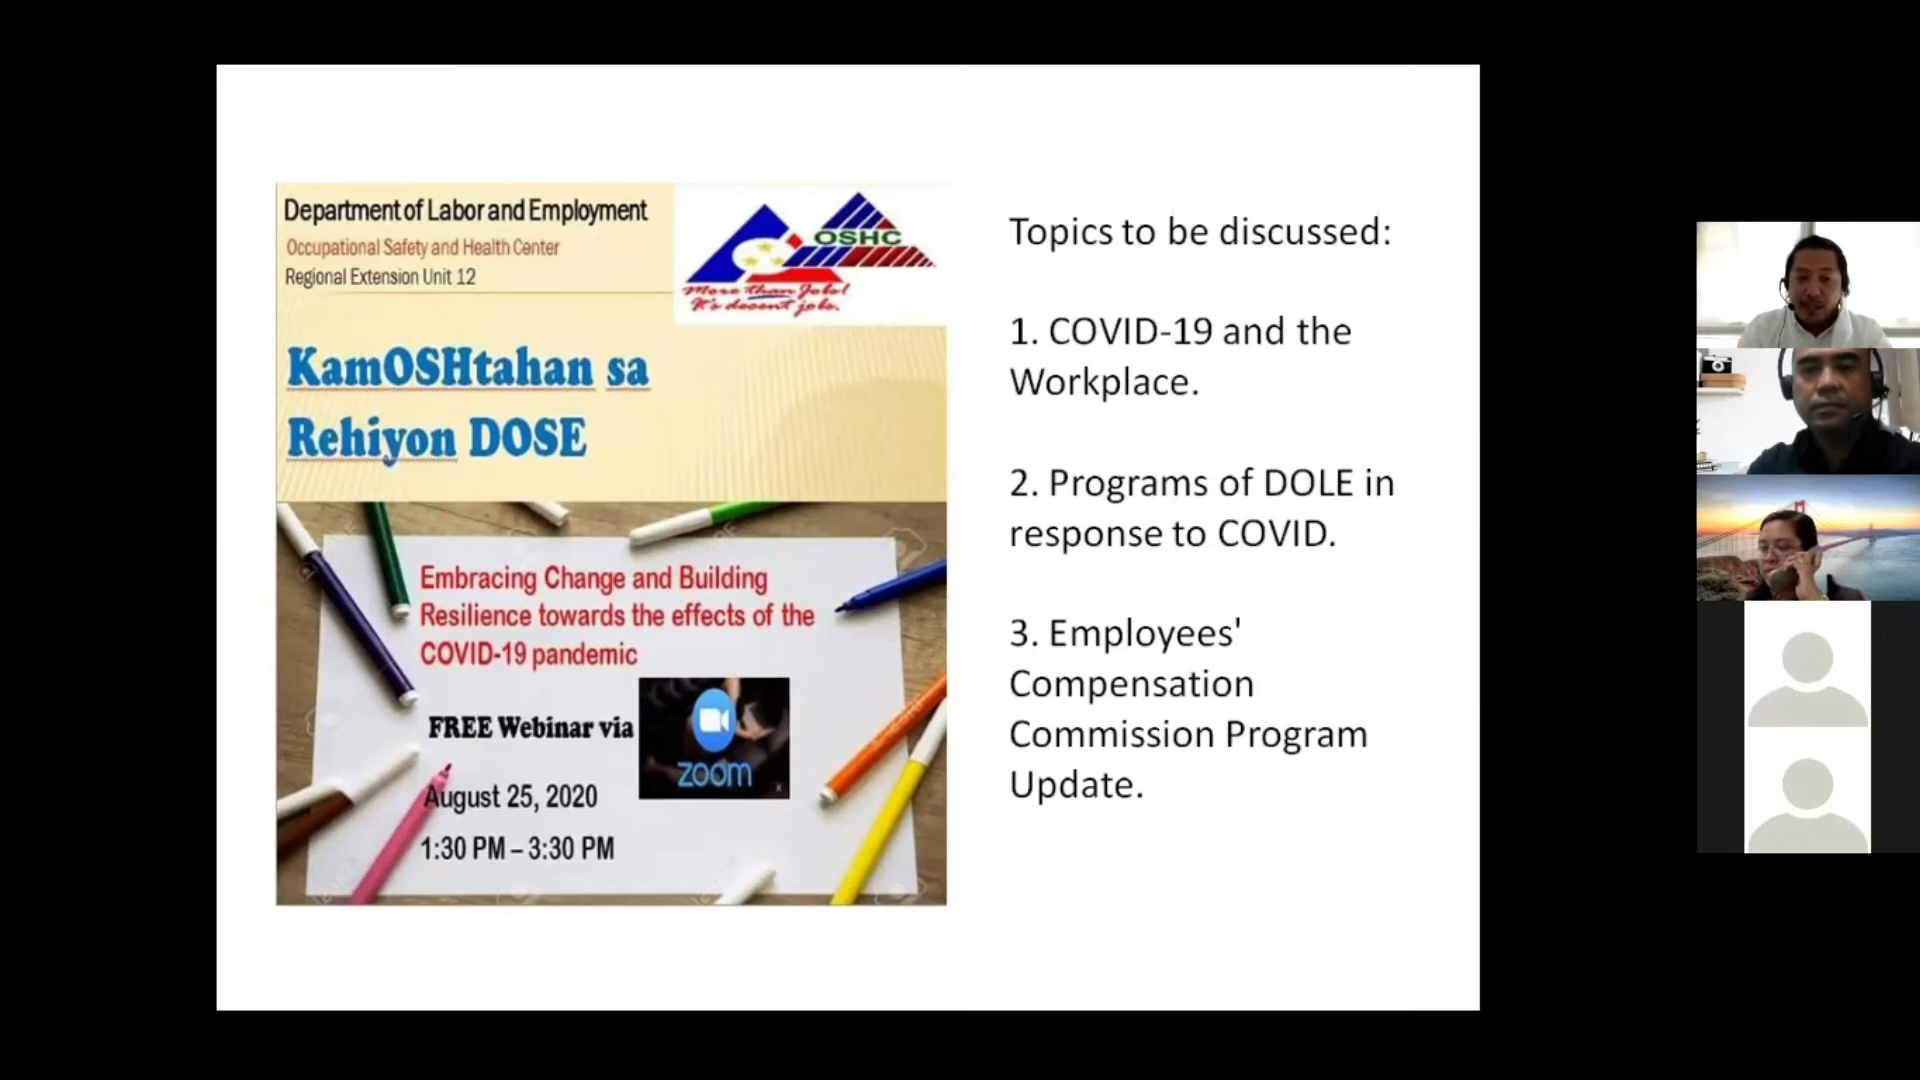 Department of Labor and Employment
Occupational Safety and Health Center
Regional Extension Unit 12
OSHC
More than Jobs!
It's decent jobs.
KamOSHtahan sa
Rehiyon DOSE
Embracing Change and Building
Resilience towards the effects of the
COVID-19 pandemic
FREE Webinar via
zoom
August 25, 2020
1:30 PM – 3:30 PM
Topics to be discussed:
1. COVID-19 and the
Workplace.
2. Programs of DOLE in
response to COVID.
3. Employees'
Compensation
Commission Program
Update.